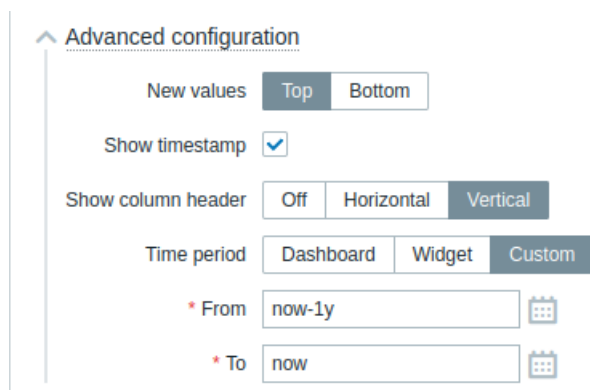 Advanced configuration
New values Top Bottom
Show timestamp
Show column header Off Horizontal Vertical
Time period Dashboard Widget Custom
* From now-1y
* To now